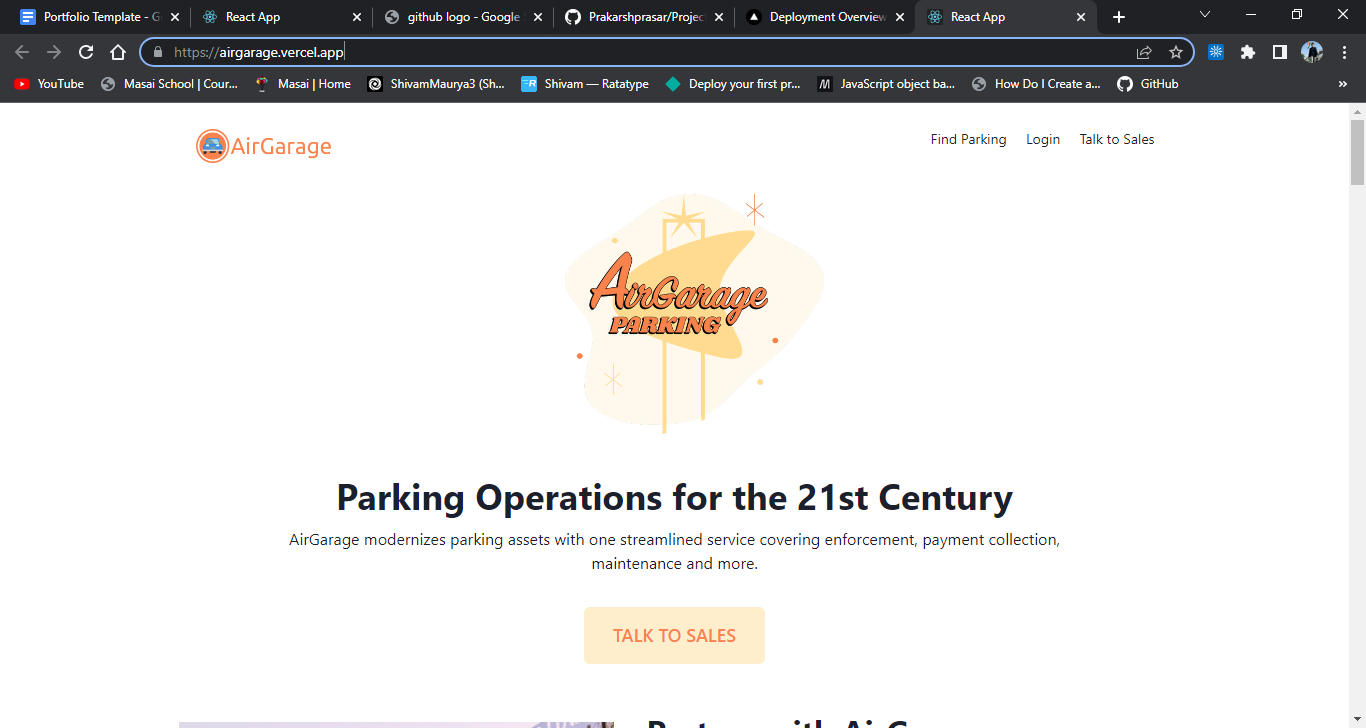 Portfolio Template - G
React App
github logo - Google
Prakarshprasar/Projec
Deployment Overview
React App
https://airgarage.vercel.app
YouTube
Masai School | Cour...
Masai | Home
ShivamMaurya3 (Sh...
Shivam — Ratatype
Deploy your first pr...
JavaScript object ba...
How Do I Create a...
GitHub
»
AirGarage
Find Parking
Login
Talk to Sales
AirGarage
PARKING
Parking Operations for the 21st Century
AirGarage modernizes parking assets with one streamlined service covering enforcement, payment collection,
maintenance and more.
TALK TO SALES